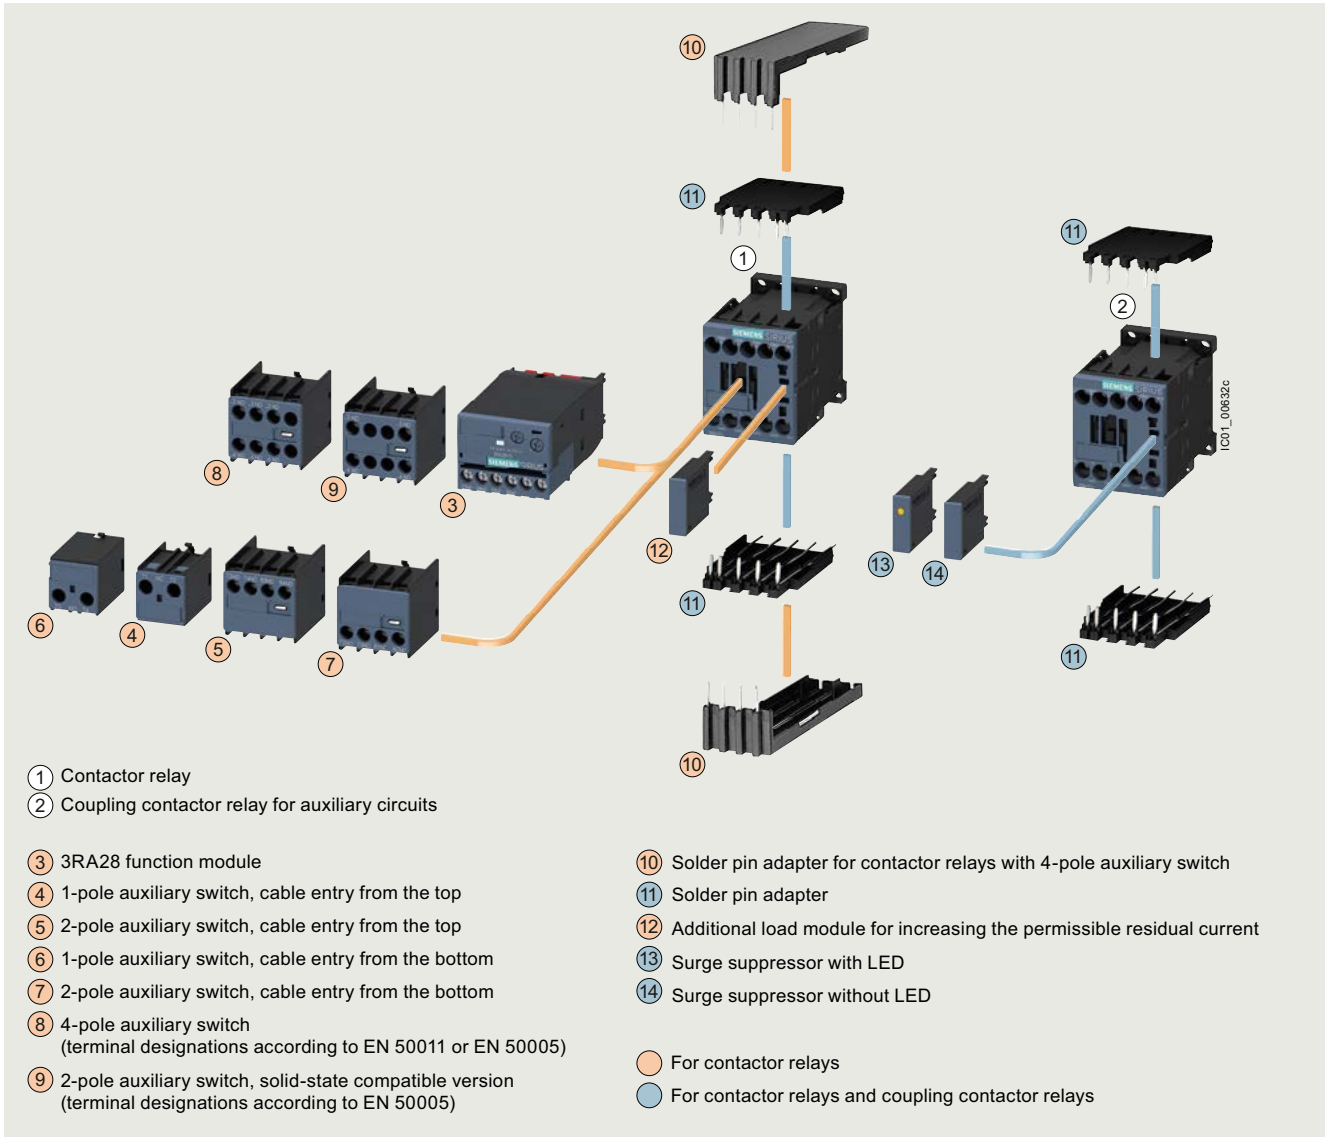 10
11
1
11
2
SIEMENS SIRIUS
SIEMENS
IC01_00632c
SIEMENS SIRIUS
8
9
3
12
13
14
6
4
5
7
11
11
10
1 Contactor relay
2 Coupling contactor relay for auxiliary circuits
3 3RA28 function module
4 1-pole auxiliary switch, cable entry from the top
5 2-pole auxiliary switch, cable entry from the top
6 1-pole auxiliary switch, cable entry from the bottom
7 2-pole auxiliary switch, cable entry from the bottom
8 4-pole auxiliary switch
(terminal designations according to EN 50011 or EN 50005)
9 2-pole auxiliary switch, solid-state compatible version
(terminal designations according to EN 50005)
10 Solder pin adapter for contactor relays with 4-pole auxiliary switch
11 Solder pin adapter
12 Additional load module for increasing the permissible residual current
13 Surge suppressor with LED
14 Surge suppressor without LED
For contactor relays
For contactor relays and coupling contactor relays